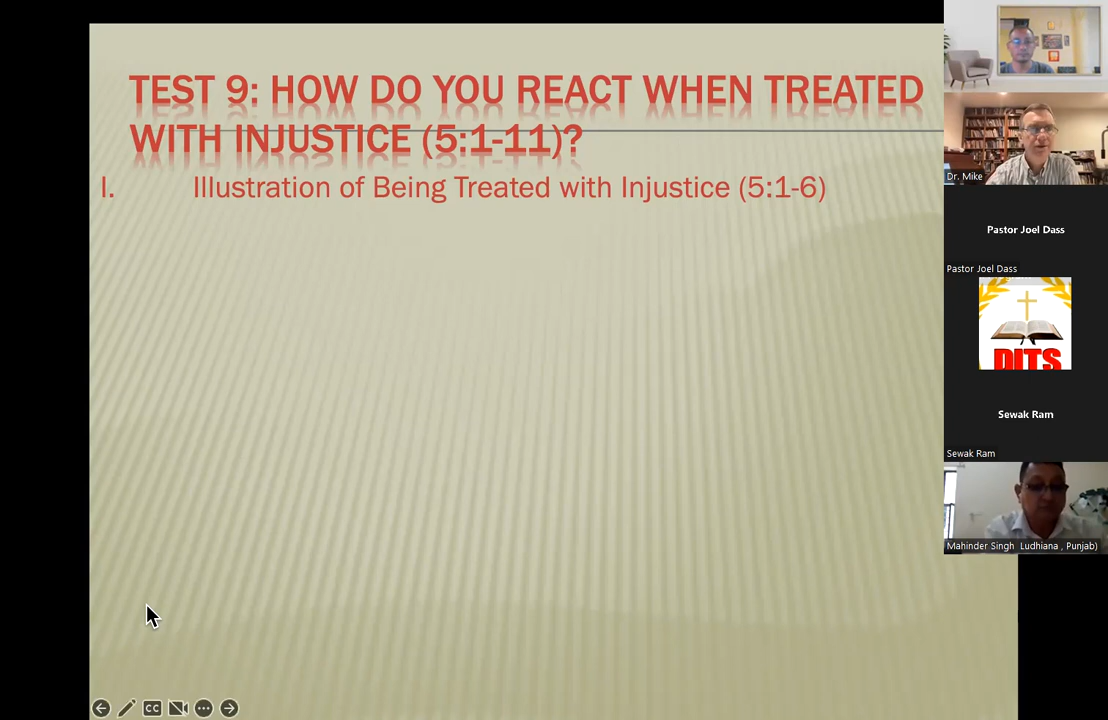 TEST 9: HOW DO YOU REACT WHEN TREATED
WITH INJUSTICE (5:1-11)?
I. Illustration of Being Treated with Injustice (5:1-6)
Dr. Mike
Pastor Joel Dass
Pastor Joel Dass
DITS
Sewak Ram
Sewak Ram
Mahinder Singh Ludhiana , Punjab)
CC